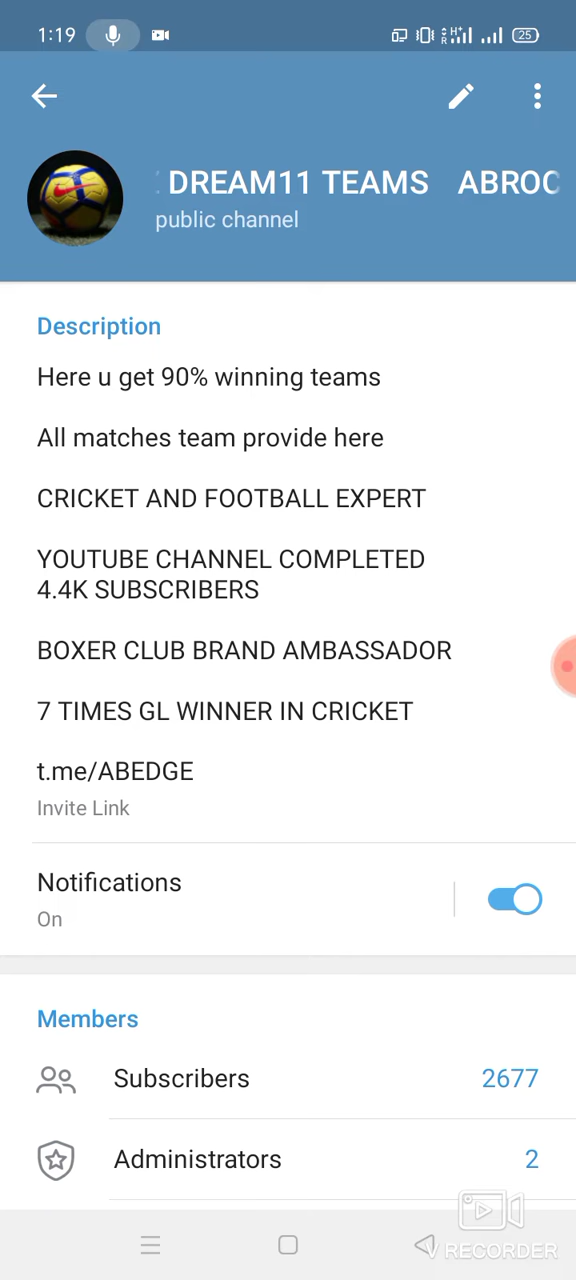 1:19
25
DREAM11 TEAMS ABROC
public channel
Description
Here u get 90% winning teams
All matches team provide here
CRICKET AND FOOTBALL EXPERT
YOUTUBE CHANNEL COMPLETED
4.4K SUBSCRIBERS
BOXER CLUB BRAND AMBASSADOR
7 TIMES GL WINNER IN CRICKET
t.me/ABEDGE
Invite Link
Notifications
On
Members
Subscribers 2677
Administrators 2
V RECORDER